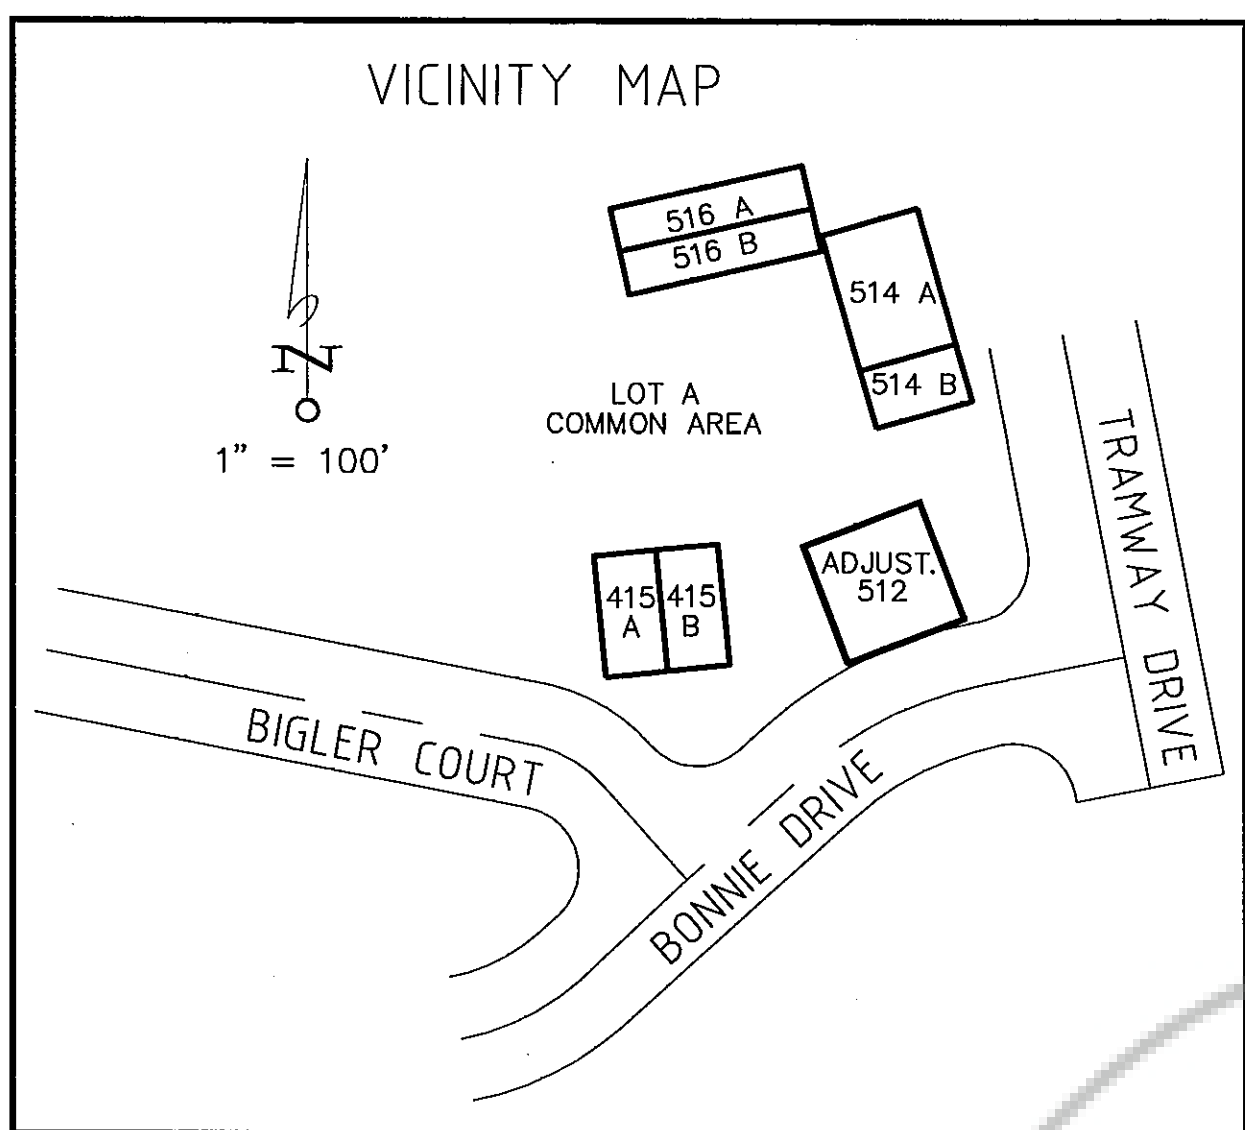 VICINITY MAP
516 A
516 B
514 A
514 B
N
LOT A
COMMON AREA
1" = 100'
TRAMWAY DRIVE
ADJUST.
512
415
A
415
B
BIGLER COURT
BONNIE DRIVE